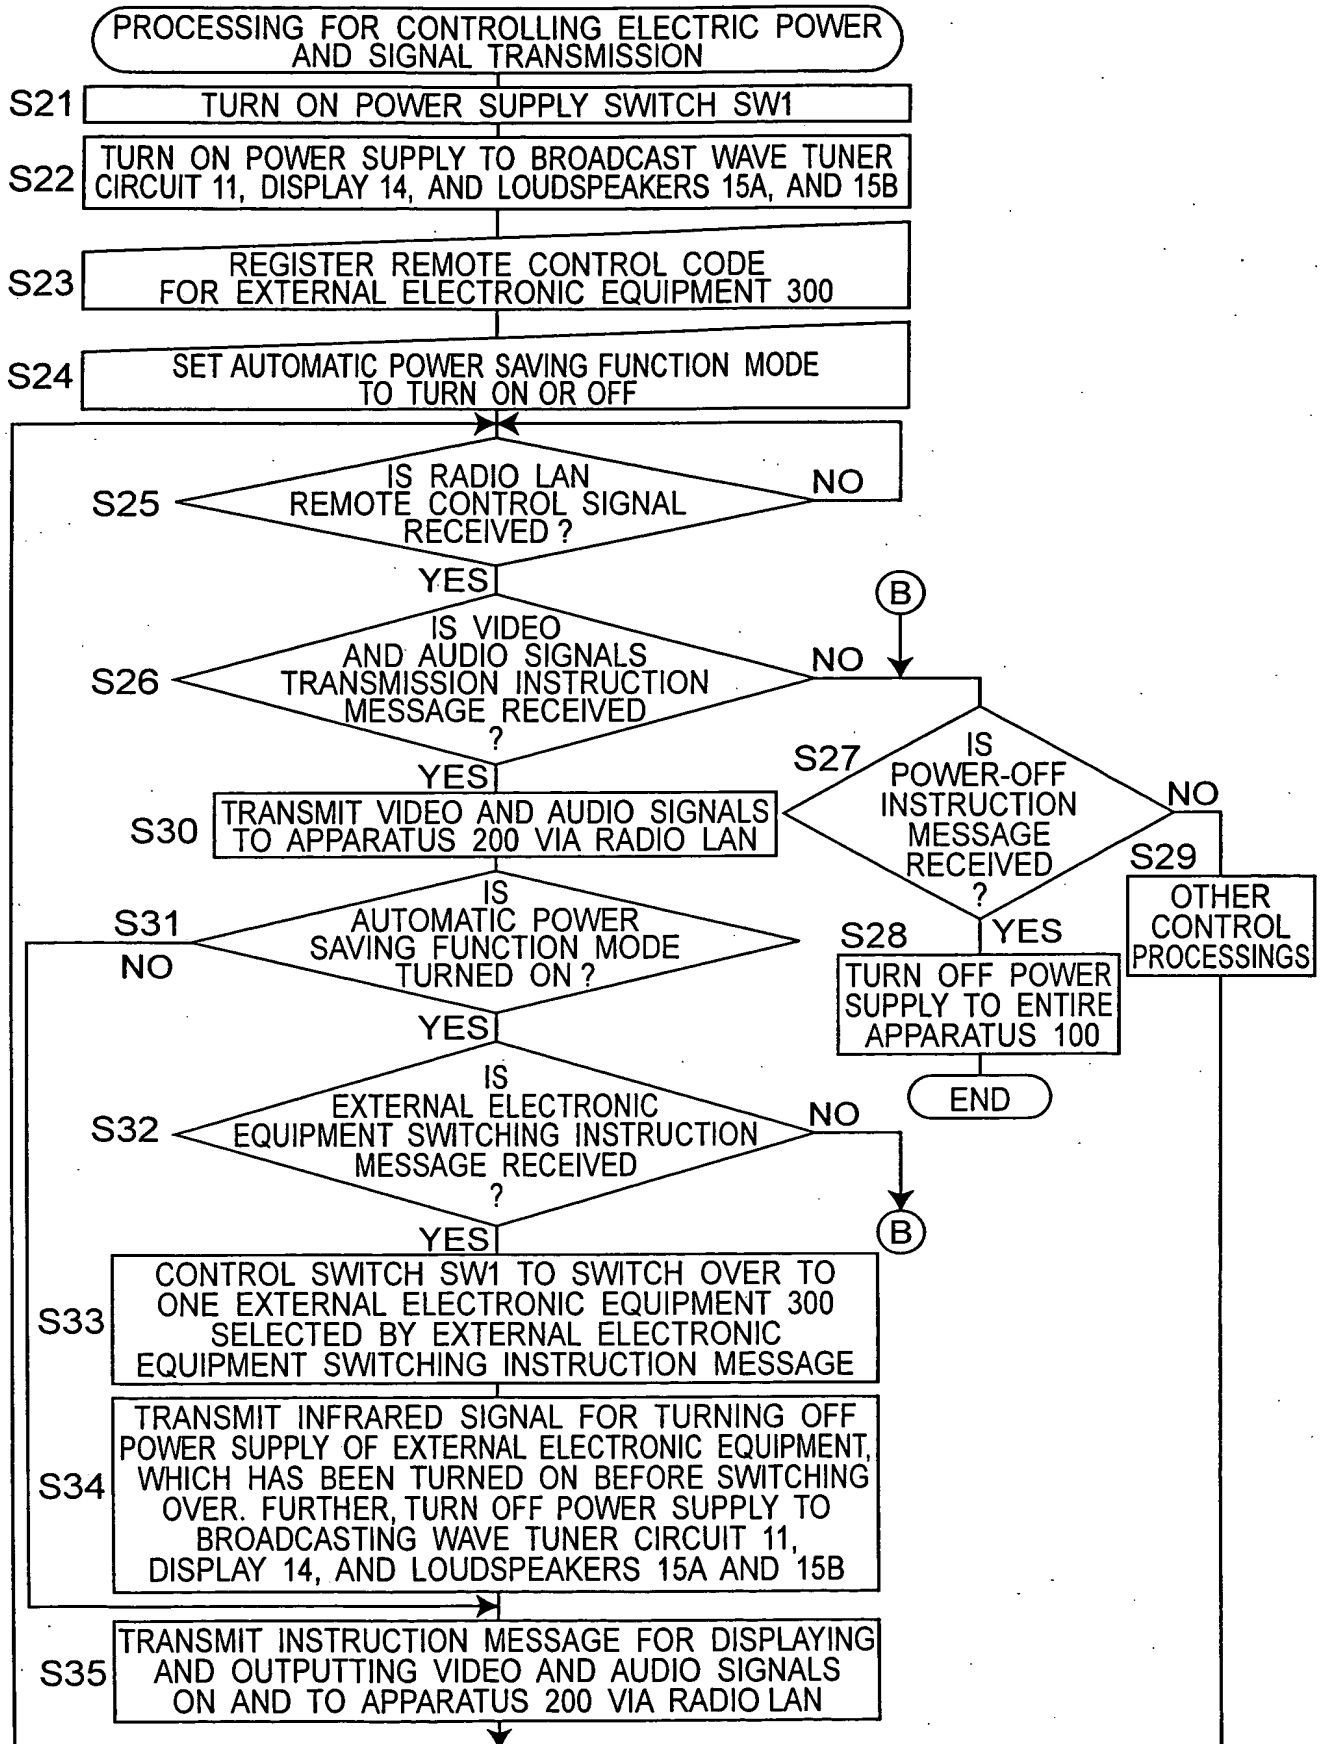 PROCESSING FOR CONTROLLING ELECTRIC POWER
AND SIGNAL TRANSMISSION
S21
TURN ON POWER SUPPLY SWITCH SW1
S22
TURN ON POWER SUPPLY TO BROADCAST WAVE TUNER
CIRCUIT 11, DISPLAY 14, AND LOUDSPEAKERS 15A, AND 15B
S23
REGISTER REMOTE CONTROL CODE
FOR EXTERNAL ELECTRONIC EQUIPMENT 300
S24
SET AUTOMATIC POWER SAVING FUNCTION MODE
TO TURN ON OR OFF
S25
IS RADIO LAN
REMOTE CONTROL SIGNAL
RECEIVED ?
NO
YES
B
S26
IS VIDEO
AND AUDIO SIGNALS
TRANSMISSION INSTRUCTION
MESSAGE RECEIVED
?
NO
YES
S27
IS
POWER-OFF
INSTRUCTION
MESSAGE
RECEIVED
?
NO
YES
S28
TURN OFF POWER
SUPPLY TO ENTIRE
APPARATUS 100
END
S29
OTHER
CONTROL
PROCESSINGS
S30
TRANSMIT VIDEO AND AUDIO SIGNALS
TO APPARATUS 200 VIA RADIO LAN
S31
NO
IS
AUTOMATIC POWER
SAVING FUNCTION MODE
TURNED ON ?
YES
S32
IS
EXTERNAL ELECTRONIC
EQUIPMENT SWITCHING INSTRUCTION
MESSAGE RECEIVED
?
NO
B
YES
S33
CONTROL SWITCH SW1 TO SWITCH OVER TO
ONE EXTERNAL ELECTRONIC EQUIPMENT 300
SELECTED BY EXTERNAL ELECTRONIC
EQUIPMENT SWITCHING INSTRUCTION MESSAGE
S34
TRANSMIT INFRARED SIGNAL FOR TURNING OFF
POWER SUPPLY OF EXTERNAL ELECTRONIC EQUIPMENT,
WHICH HAS BEEN TURNED ON BEFORE SWITCHING
OVER. FURTHER, TURN OFF POWER SUPPLY TO
BROADCASTING WAVE TUNER CIRCUIT 11,
DISPLAY 14, AND LOUDSPEAKERS 15A AND 15B
S35
TRANSMIT INSTRUCTION MESSAGE FOR DISPLAYING
AND OUTPUTTING VIDEO AND AUDIO SIGNALS
ON AND TO APPARATUS 200 VIA RADIO LAN